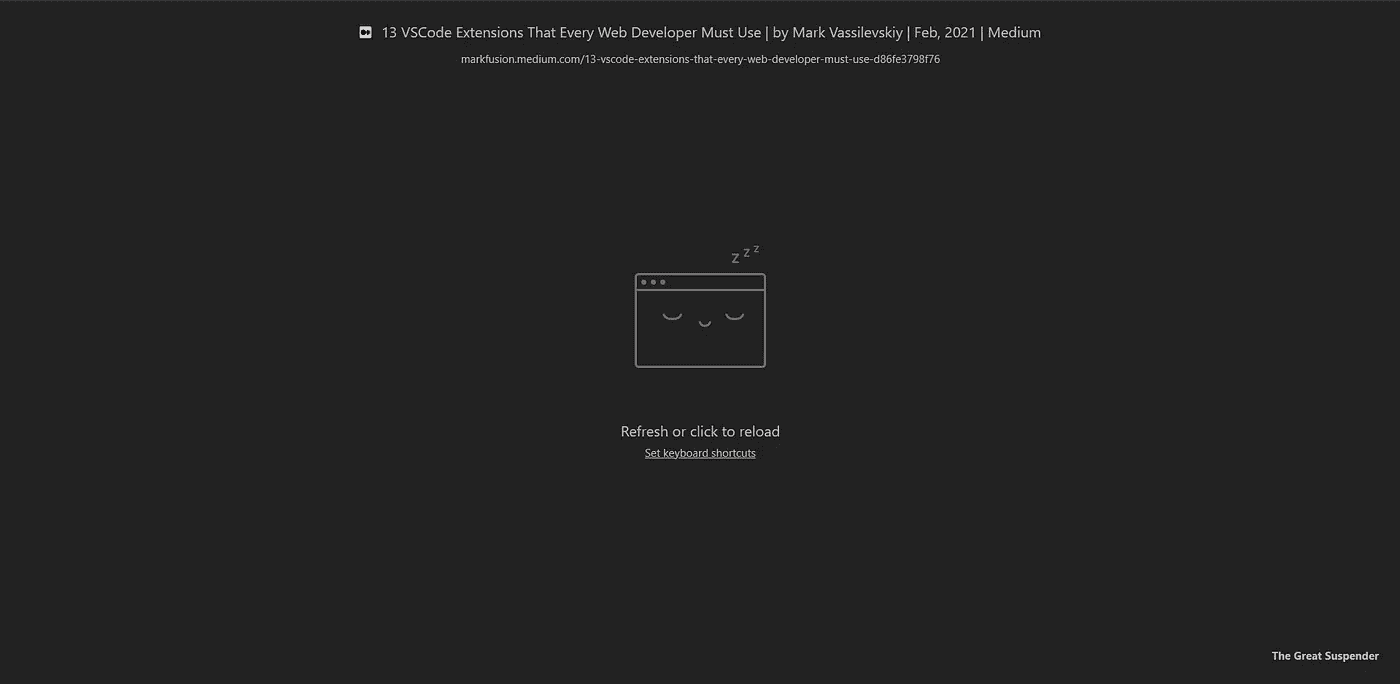 13 VSCode Extensions That Every Web Developer Must Use | by Mark Vassilevskiy | Feb, 2021 | Medium
markfusion.medium.com/13-vscode-extensions-that-every-web-developer-must-use-d86fe3798f76
z z z
Refresh or click to reload
Set keyboard shortcuts
The Great Suspender